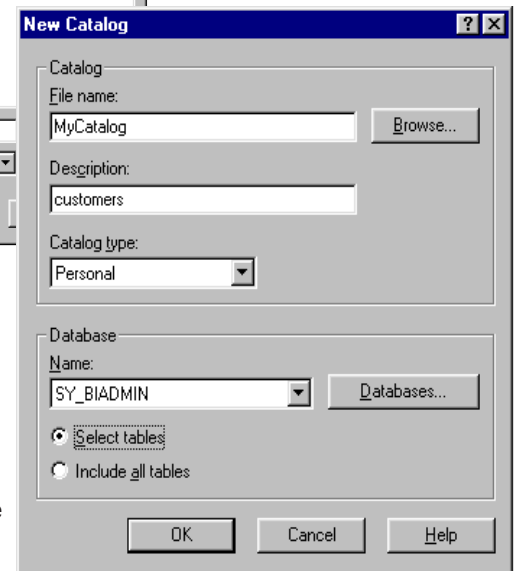 New Catalog
Catalog
File name:
MyCatalog
Browse...
Description:
customers
Catalog type:
Personal
Database
Name:
SY_BIADMIN
Databases...
Select tables
Include all tables
e
OK
Cancel
Help